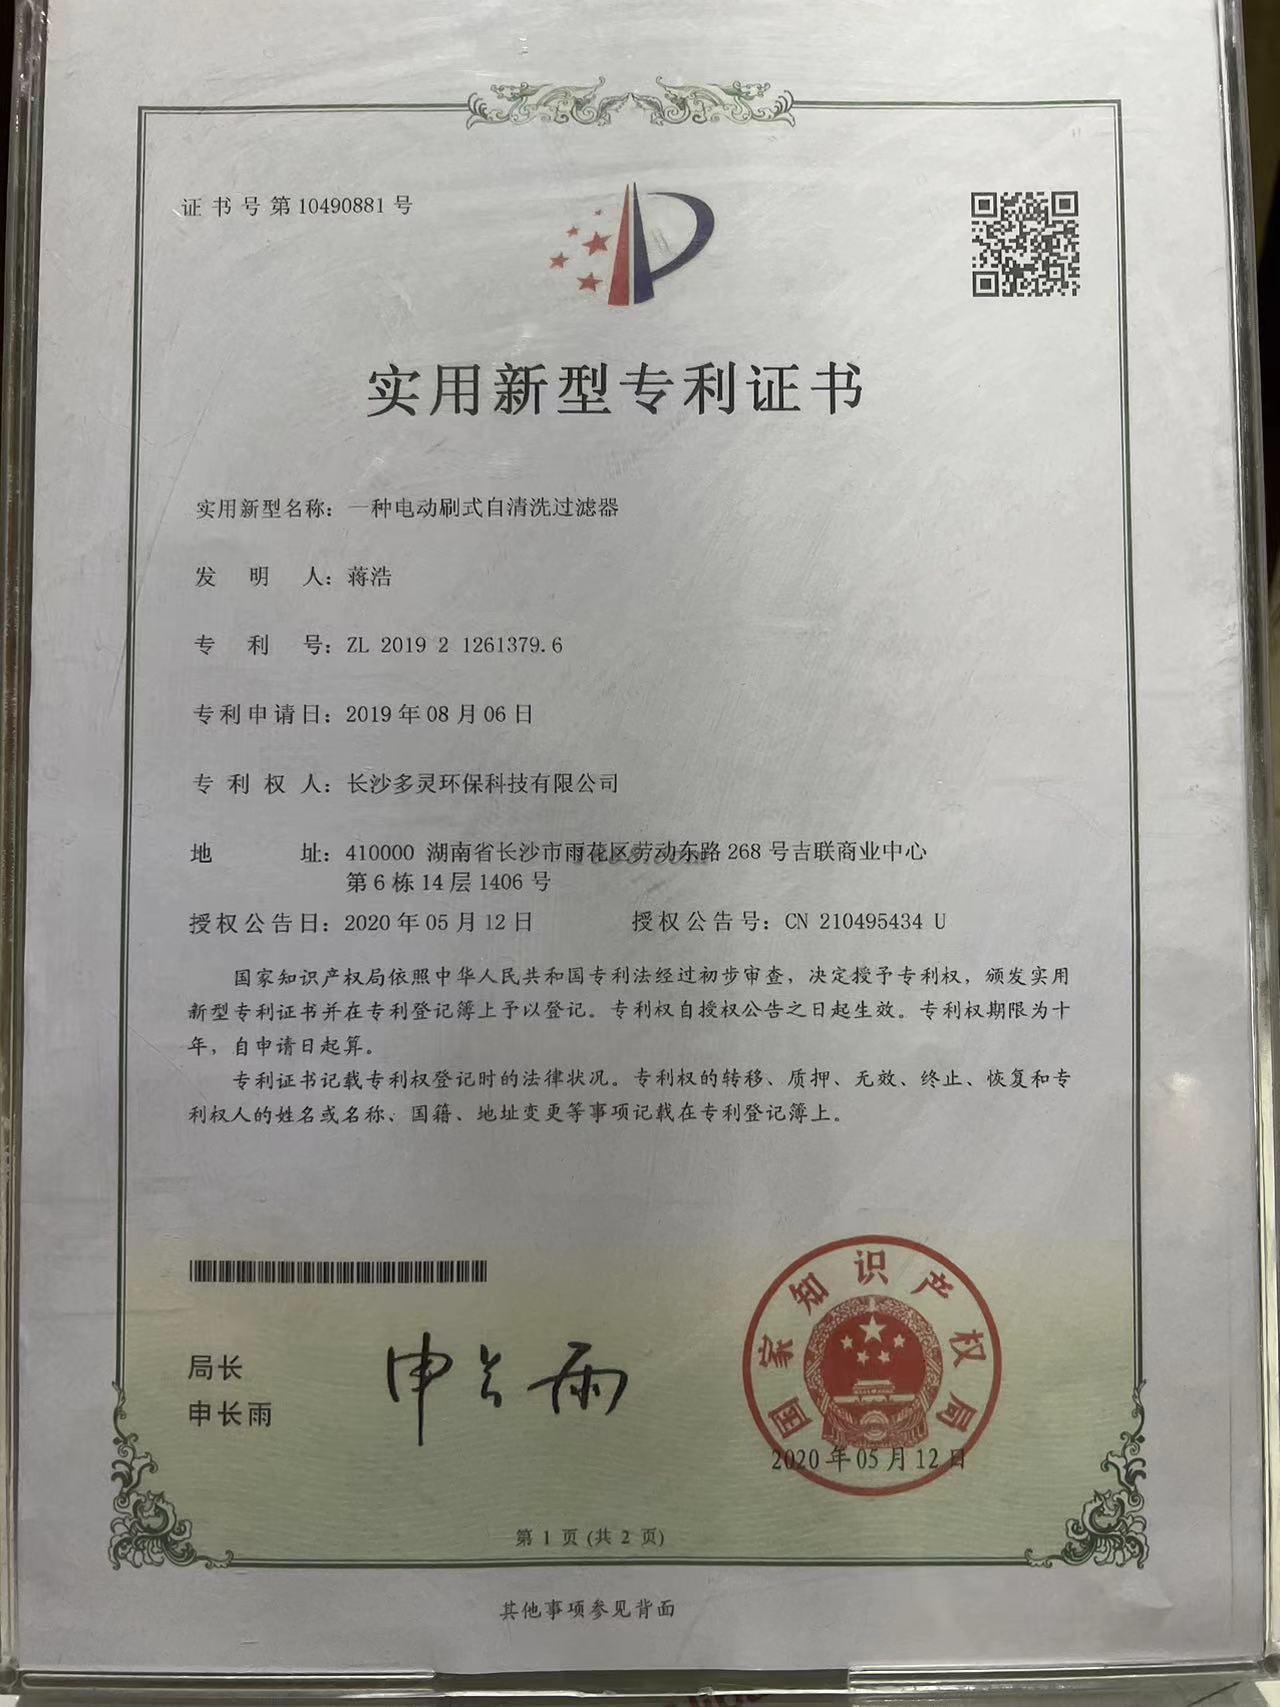 证书号第10490881号
实用新型专利证书
实用新型名称：一种电动刷式自清洗过滤器
发明人：蒋浩
专利号：ZL 2019 2 1261379.6
专利申请日：2019年08月06日
专利权人：长沙多灵环保科技有限公司
地址：410000 湖南省长沙市雨花区劳动东路268号吉联商业中心
第6栋14层1406号
授权公告日：2020年05月12日 授权公告号：CN 210495434 U
国家知识产权局依照中华人民共和国专利法经过初步审查，决定授予专利权，颁发实用
新型专利证书并在专利登记簿上予以登记。专利权自授权公告之日起生效。专利权期限为十
年，自申请日起算。
专利证书记载专利权登记时的法律状况。专利权的转移、质押、无效、终止、恢复和专
利权人的姓名或名称、国籍、地址变更等事项记载在专利登记簿上。
局长
申长雨
申长雨
国家知识产权局
2020年05月12日
第1页(共2页)
其他事项参见背面